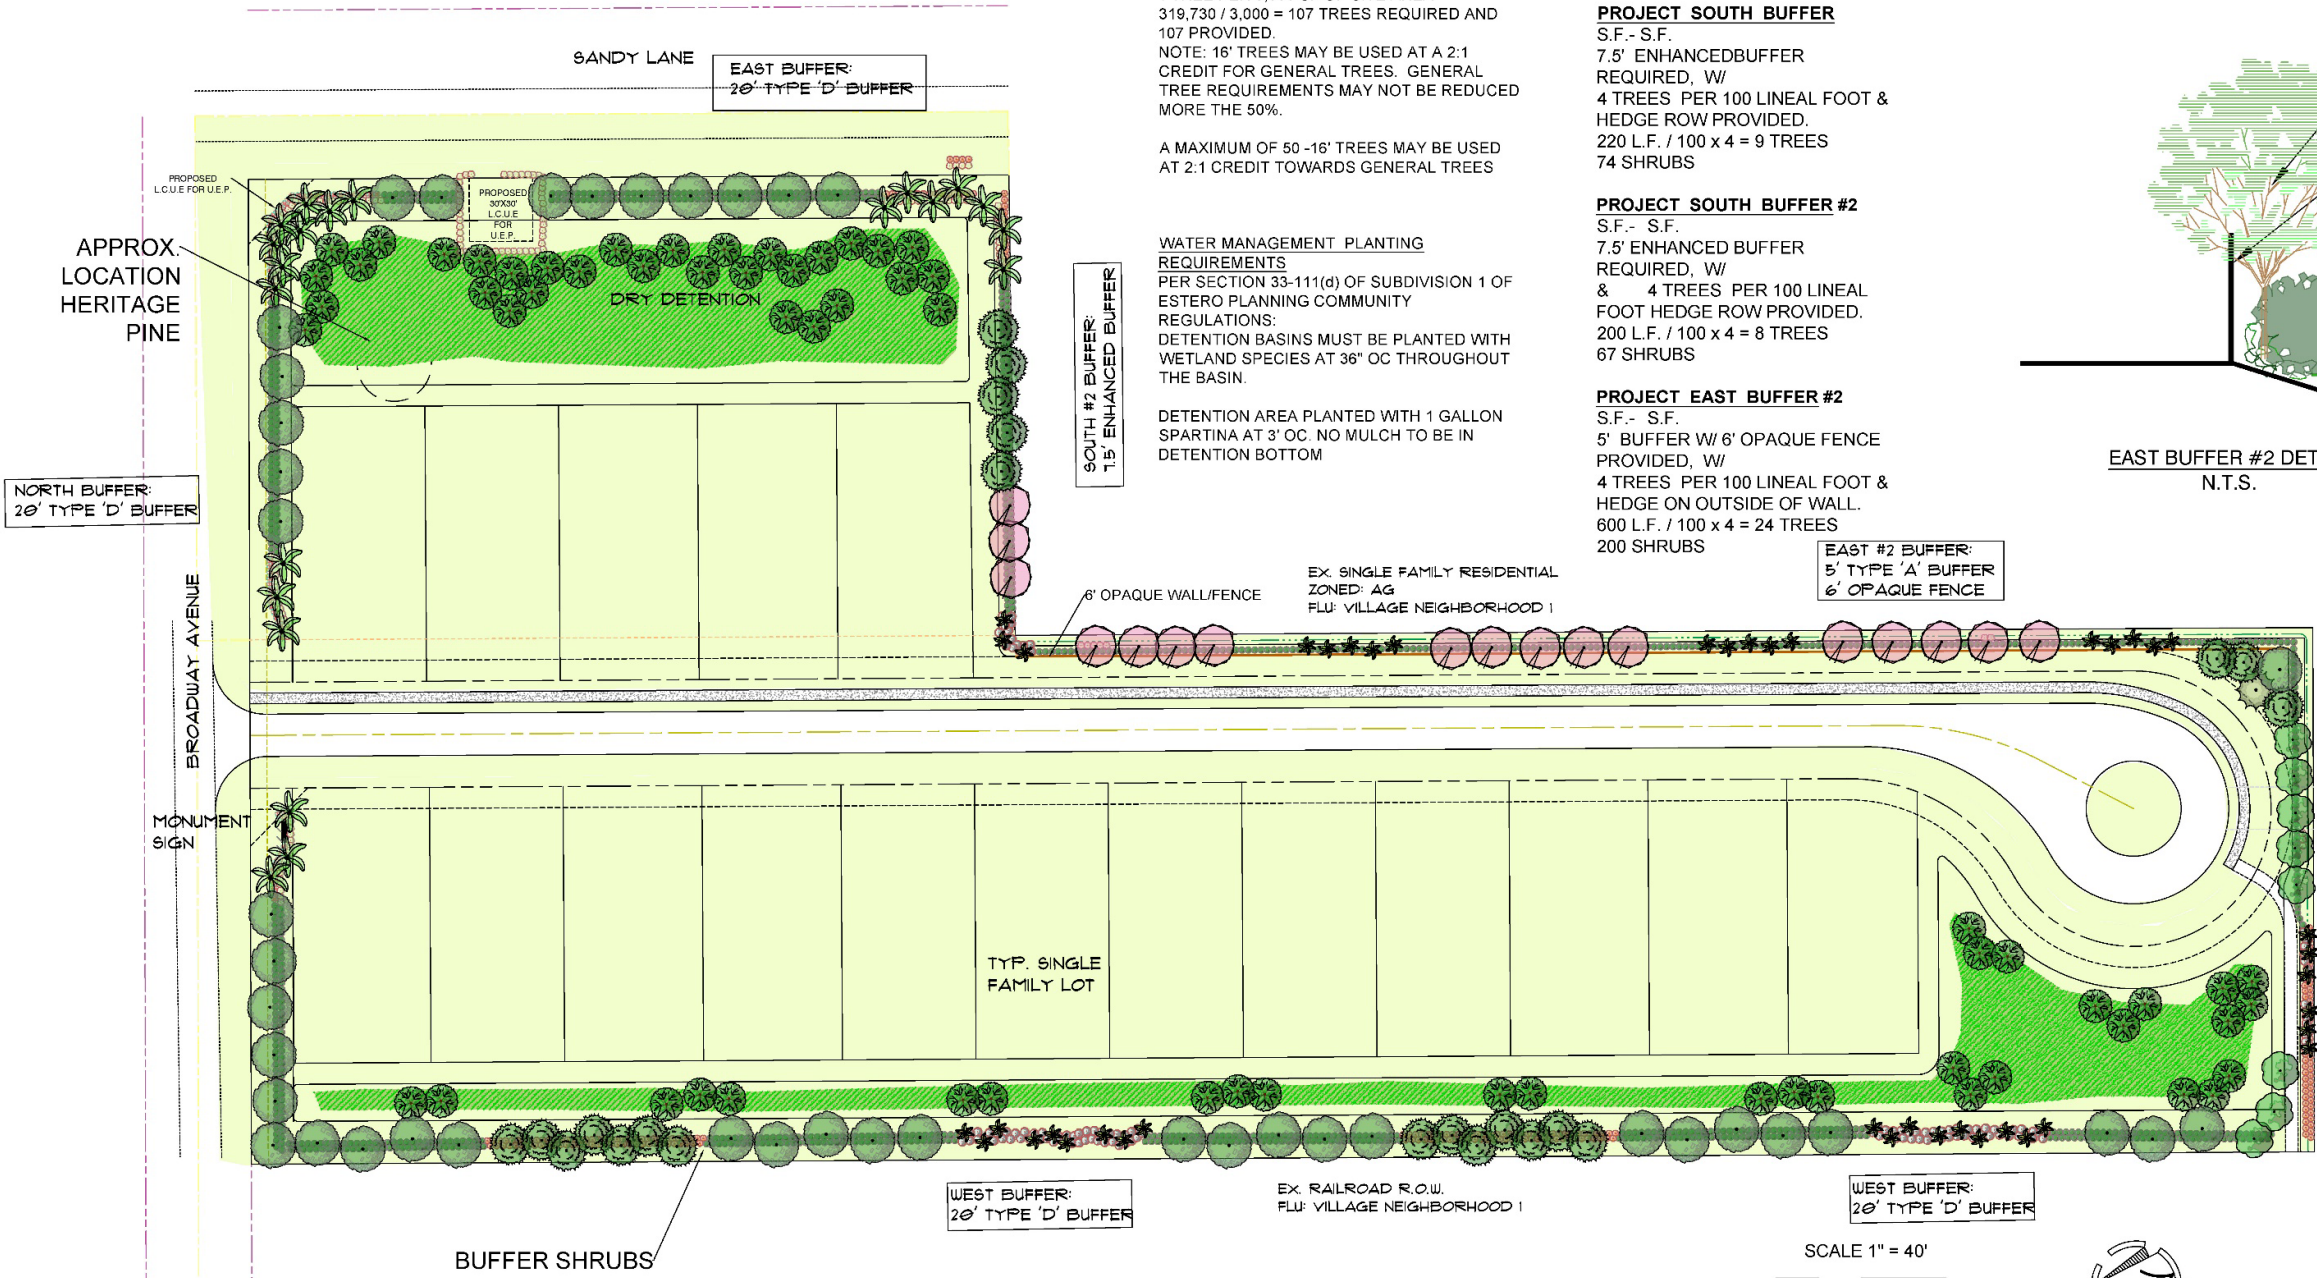 319,730 / 3,000 = 107 TREES REQUIRED AND
107 PROVIDED.
NOTE: 16' TREES MAY BE USED AT A 2:1
CREDIT FOR GENERAL TREES. GENERAL
TREE REQUIREMENTS MAY NOT BE REDUCED
MORE THE 50%.
A MAXIMUM OF 50 -16' TREES MAY BE USED
AT 2:1 CREDIT TOWARDS GENERAL TREES
WATER MANAGEMENT PLANTING
REQUIREMENTS
PER SECTION 33-111(d) OF SUBDIVISION 1 OF
ESTERO PLANNING COMMUNITY
REGULATIONS:
DETENTION BASINS MUST BE PLANTED WITH
WETLAND SPECIES AT 36" OC THROUGHOUT
THE BASIN.
DETENTION AREA PLANTED WITH 1 GALLON
SPARTINA AT 3' OC. NO MULCH TO BE IN
DETENTION BOTTOM
PROJECT SOUTH BUFFER
S.F.- S.F.
7.5' ENHANCEDBUFFER
REQUIRED, W/
4 TREES PER 100 LINEAL FOOT &
HEDGE ROW PROVIDED.
220 L.F. / 100 x 4 = 9 TREES
74 SHRUBS
PROJECT SOUTH BUFFER #2
S.F.- S.F.
7.5' ENHANCED BUFFER
REQUIRED, W/
& 4 TREES PER 100 LINEAL
FOOT HEDGE ROW PROVIDED.
200 L.F. / 100 x 4 = 8 TREES
67 SHRUBS
PROJECT EAST BUFFER #2
S.F.- S.F.
5' BUFFER W/ 6' OPAQUE FENCE
PROVIDED, W/
4 TREES PER 100 LINEAL FOOT &
HEDGE ON OUTSIDE OF WALL.
600 L.F. / 100 x 4 = 24 TREES
200 SHRUBS
EAST BUFFER #2 DET
N.T.S.
SANDY LANE
EAST BUFFER:
20' TYPE 'D' BUFFER
PROPOSED
L.C.U.E FOR U.E.P.
PROPOSED
30'X30'
L.C.U.E
FOR
U.E.P.
APPROX.
LOCATION
HERITAGE
PINE
DRY DETENTION
SOUTH #2 BUFFER:
7.5' ENHANCED BUFFER
NORTH BUFFER:
20' TYPE 'D' BUFFER
BROADWAY AVENUE
6' OPAQUE WALL/FENCE
EX. SINGLE FAMILY RESIDENTIAL
ZONED: AG
FLU: VILLAGE NEIGHBORHOOD 1
EAST #2 BUFFER:
5' TYPE 'A' BUFFER
6' OPAQUE FENCE
MONUMENT
SIGN
TYP. SINGLE
FAMILY LOT
WEST BUFFER:
20' TYPE 'D' BUFFER
EX. RAILROAD R.O.W.
FLU: VILLAGE NEIGHBORHOOD 1
WEST BUFFER:
20' TYPE 'D' BUFFER
BUFFER SHRUBS
SCALE 1" = 40'